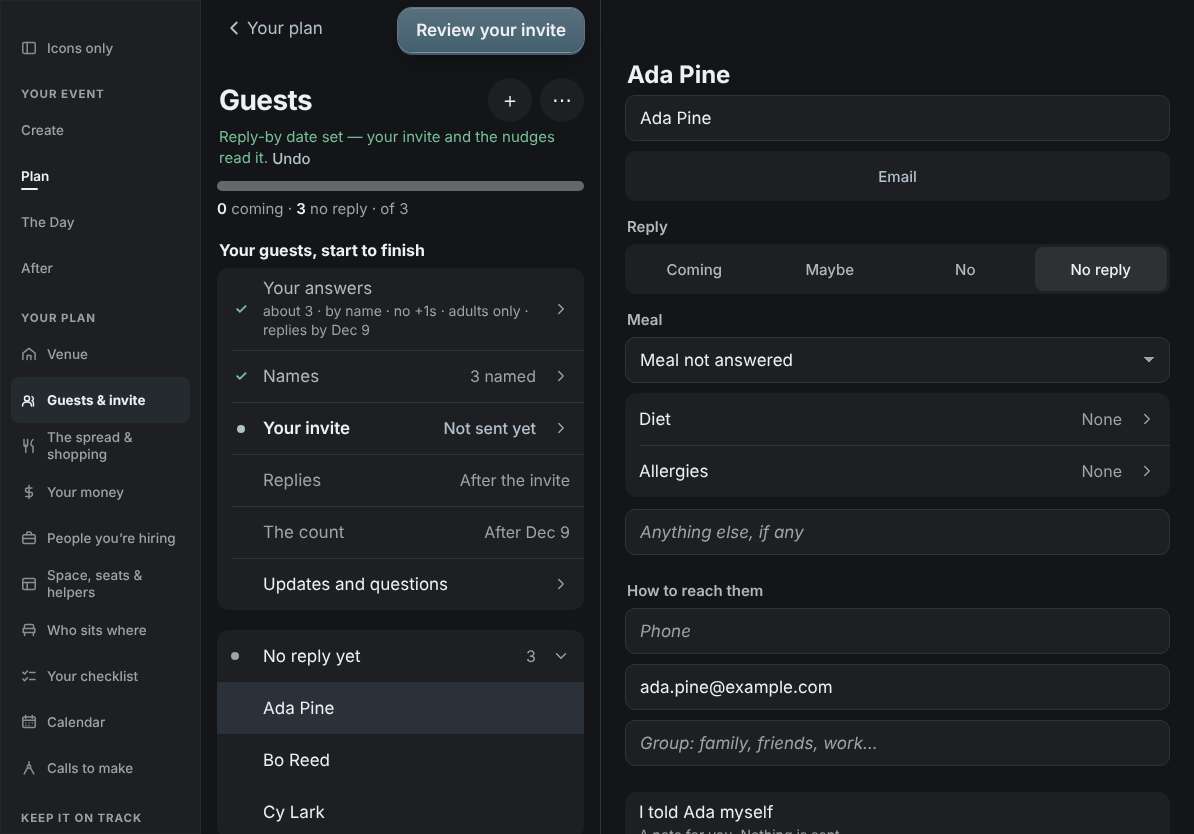 Icons only
YOUR EVENT
Create
Plan
The Day
After
YOUR PLAN
Venue
Guests & invite
The spread &
shopping
Your money
People you’re hiring
Space, seats &
helpers
Who sits where
Your checklist
Calendar
Calls to make
KEEP IT ON TRACK
Your plan
Review your invite
Guests
Reply-by date set — your invite and the nudges
read it. Undo
0 coming · 3 no reply · of 3
Your guests, start to finish
Your answers
about 3 · by name · no +1s · adults only ·
replies by Dec 9
Names 3 named
Your invite Not sent yet
Replies After the invite
The count After Dec 9
Updates and questions
No reply yet 3
Ada Pine
Bo Reed
Cy Lark
Ada Pine
Ada Pine
Email
Reply
Coming Maybe No No reply
Meal
Meal not answered
Diet None
Allergies None
Anything else, if any
How to reach them
Phone
ada.pine@example.com
Group: family, friends, work…
I told Ada myself
A note for you. Nothing is sent